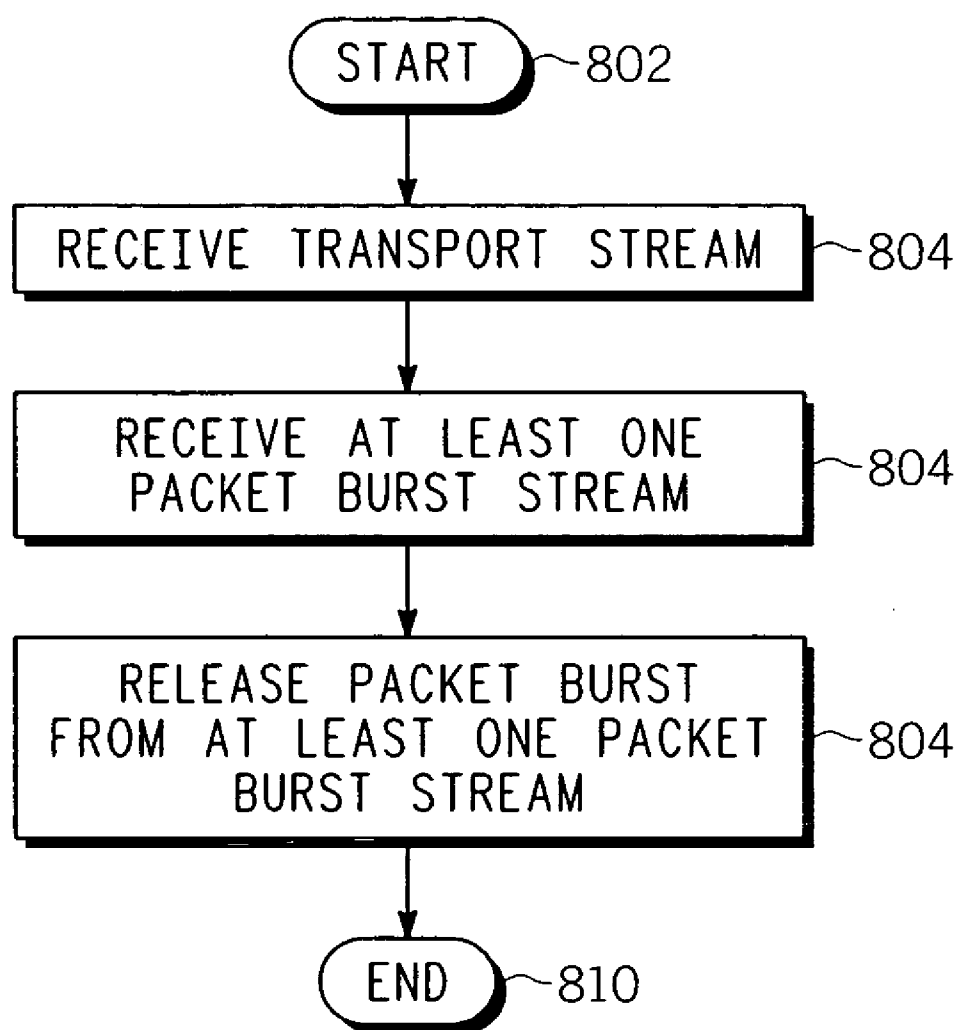 START
802
RECEIVE TRANSPORT STREAM
804
RECEIVE AT LEAST ONE
PACKET BURST STREAM
804
RELEASE PACKET BURST
FROM AT LEAST ONE PACKET
BURST STREAM
804
END
810